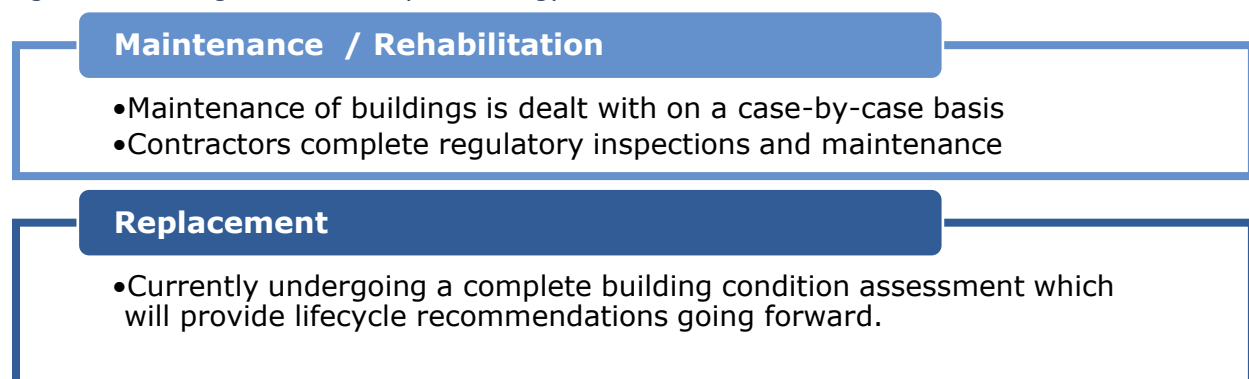 Maintenance  / Rehabilitation
•Maintenance of buildings is dealt with on a case-by-case basis
•Contractors complete regulatory inspections and maintenance
Replacement
•Currently undergoing a complete building condition assessment which
will provide lifecycle recommendations going forward.